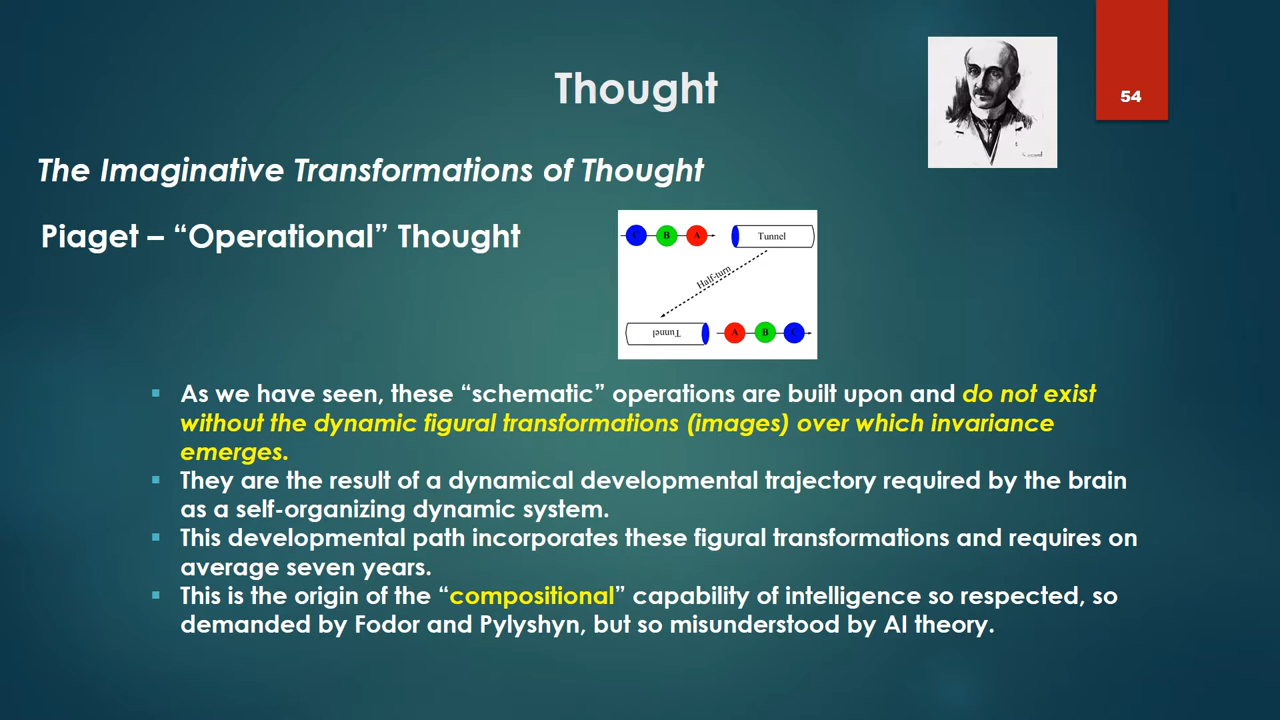 Thought
54
The Imaginative Transformations of Thought
Piaget – “Operational” Thought
C B A Tunnel
Half-turn
Tunnel A B C
▪ As we have seen, these “schematic” operations are built upon and do not exist
without the dynamic figural transformations (images) over which invariance
emerges.
▪ They are the result of a dynamical developmental trajectory required by the brain
as a self-organizing dynamic system.
▪ This developmental path incorporates these figural transformations and requires on
average seven years.
▪ This is the origin of the “compositional” capability of intelligence so respected, so
demanded by Fodor and Pylyshyn, but so misunderstood by AI theory.